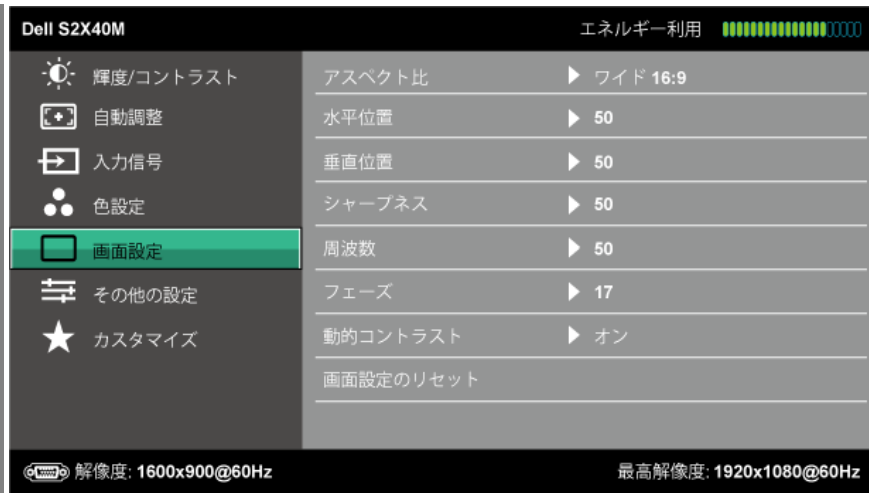 Dell S2X40M エネルギー利用
輝度/コントラスト
自動調整
入力信号
色設定
画面設定
その他の設定
カスタマイズ
アスペクト比 ワイド 16:9
水平位置 50
垂直位置 50
シャープネス 50
周波数 50
フェーズ 17
動的コントラスト オン
画面設定のリセット
解像度: 1600x900@60Hz 最高解像度: 1920x1080@60Hz